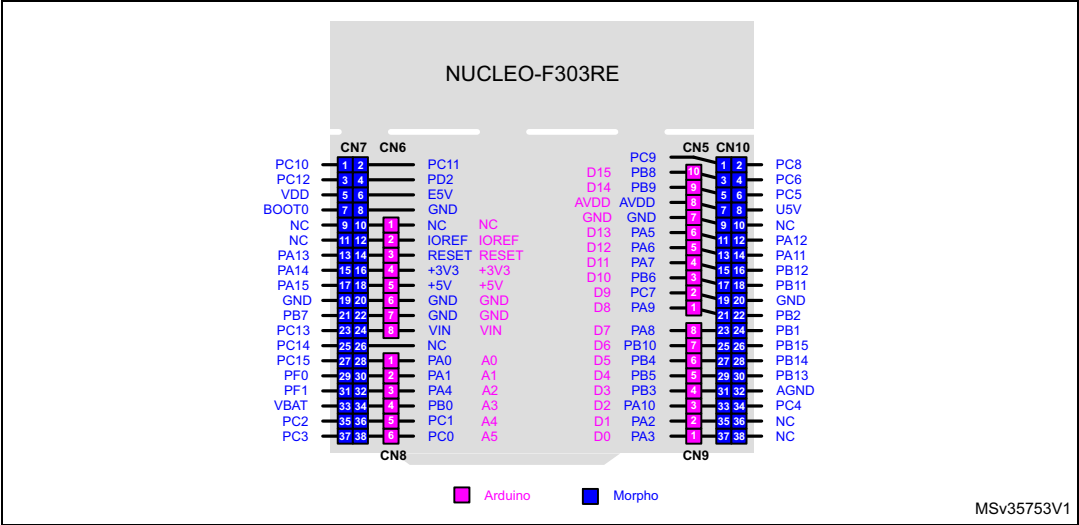 NUCLEO-F303RE
CN7 CN6 CN5 CN10
PC9
PC10 1 2 PC11 1 2 PC8
PC12 3 4 PD2 D15 PB8 10 3 4 PC6
VDD 5 6 E5V D14 PB9 9 5 6 PC5
BOOT0 7 8 GND AVDD AVDD 8 7 8 U5V
NC 9 10 1 NC NC GND GND 7 9 10 NC
NC 11 12 2 IOREF IOREF D13 PA5 6 11 12 PA12
PA13 13 14 3 RESET RESET D12 PA6 5 13 14 PA11
PA14 15 16 4 +3V3 +3V3 D11 PA7 4 15 16 PB12
PA15 17 18 5 +5V +5V D10 PB6 3 17 18 PB11
GND 19 20 6 GND GND D9 PC7 2 19 20 GND
PB7 21 22 7 GND GND D8 PA9 1 21 22 PB2
PC13 23 24 8 VIN VIN D7 PA8 8 23 24 PB1
PC14 25 26 NC D6 PB10 7 25 26 PB15
PC15 27 28 1 PA0 A0 D5 PB4 6 27 28 PB14
PF0 29 30 2 PA1 A1 D4 PB5 5 29 30 PB13
PF1 31 32 3 PA4 A2 D3 PB3 4 31 32 AGND
VBAT 33 34 4 PB0 A3 D2 PA10 3 33 34 PC4
PC2 35 36 5 PC1 A4 D1 PA2 2 35 36 NC
PC3 37 38 6 PC0 A5 D0 PA3 1 37 38 NC
CN8 CN9
Arduino Morpho
MSv35753V1